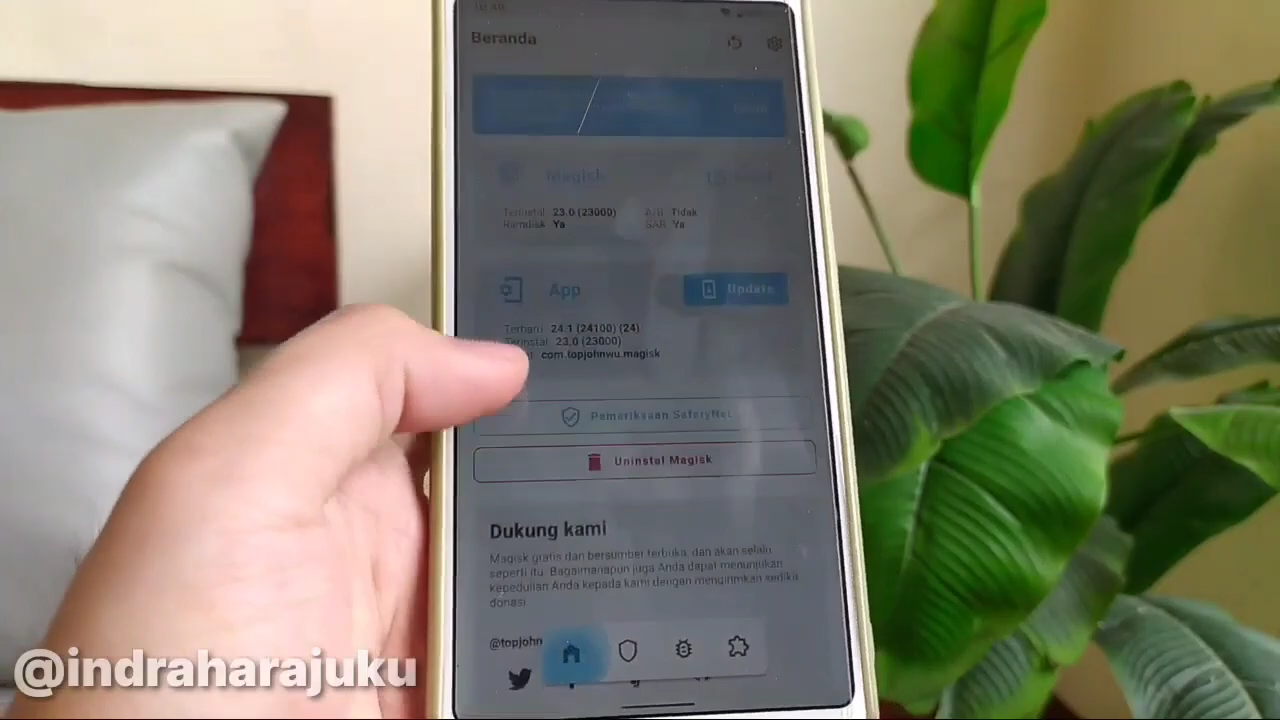 Beranda
Magisk
Terinstal 23.0 (23000)
A/B Tidak
Ramdisk Ya
SAR Ya
App
Update
Terbaru 24.1 (24100) (24)
Terinstal 23.0 (23000)
com.topjohnwu.magisk
Pemeriksaan SafetyNet
Uninstal Magisk
Dukung kami
Magisk gratis dan bersumber terbuka, dan akan selalu
seperti itu. Bagaimanapun juga Anda dapat menunjukan
kepedulian Anda kepada kami dengan mengirimkan sedikit
donasi.
@topjohn
@indraharajuku